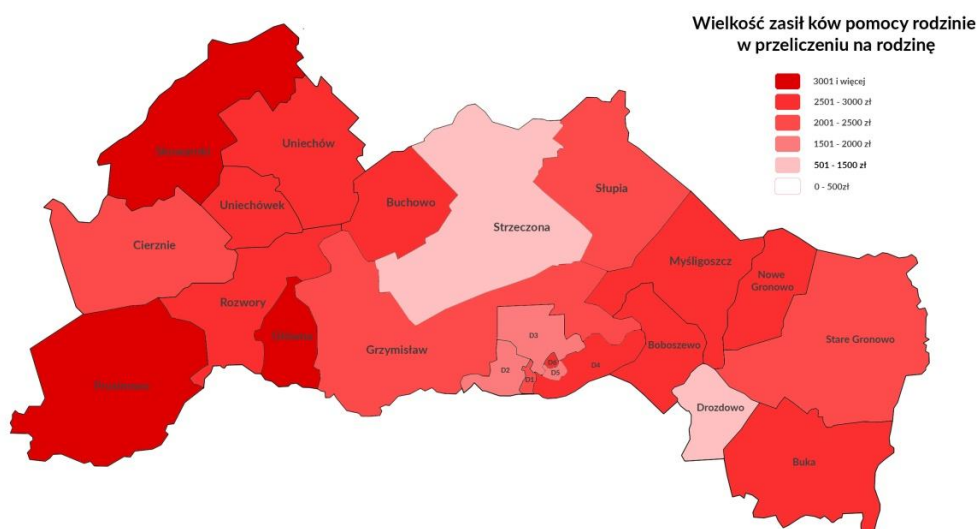 Wielkość zasił ków pomocy rodzinie
w przeliczeniu na rodzinę
3001 i więcej
2501 - 3000 zł
2001 - 2500 zł
1501 - 2000 zł
501 - 1500 zł
0 - 500zł
Uniechów
Uniechówek
Buchowo
Słupia
Strzeczona
Cierznie
Myśligoszcz
Nowe
Gronowo
Rozwory
D3
Stare Gronowo
Grzymisław
Boboszewo
D6
D4
D2
D5
D1
Drozdowo
Buka